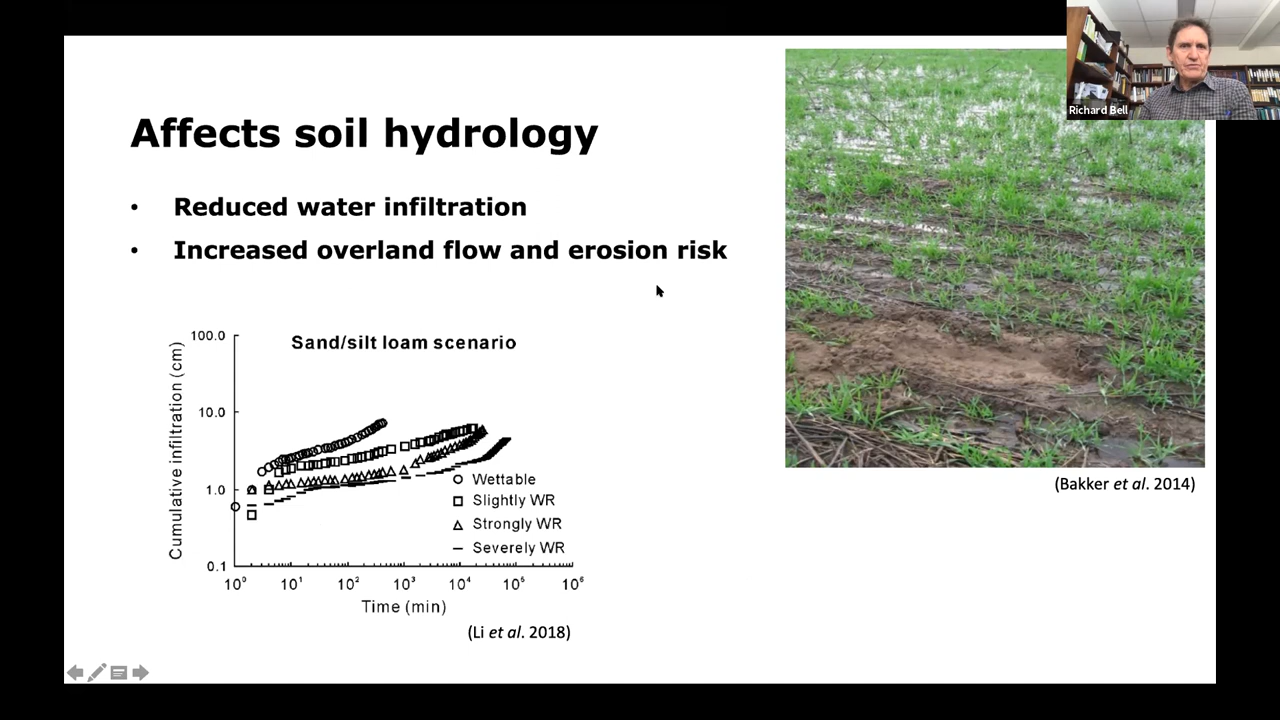 Richard Bell
Affects soil hydrology
• Reduced water infiltration
• Increased overland flow and erosion risk
Sand/silt loam scenario
Cumulative infiltration (cm)
100.0
10.0
1.0
0.1
Wettable
Slightly WR
Strongly WR
Severely WR
10⁰ 10¹ 10² 10³ 10⁴ 10⁵ 10⁶
Time (min)
(Li et al. 2018)
(Bakker et al. 2014)